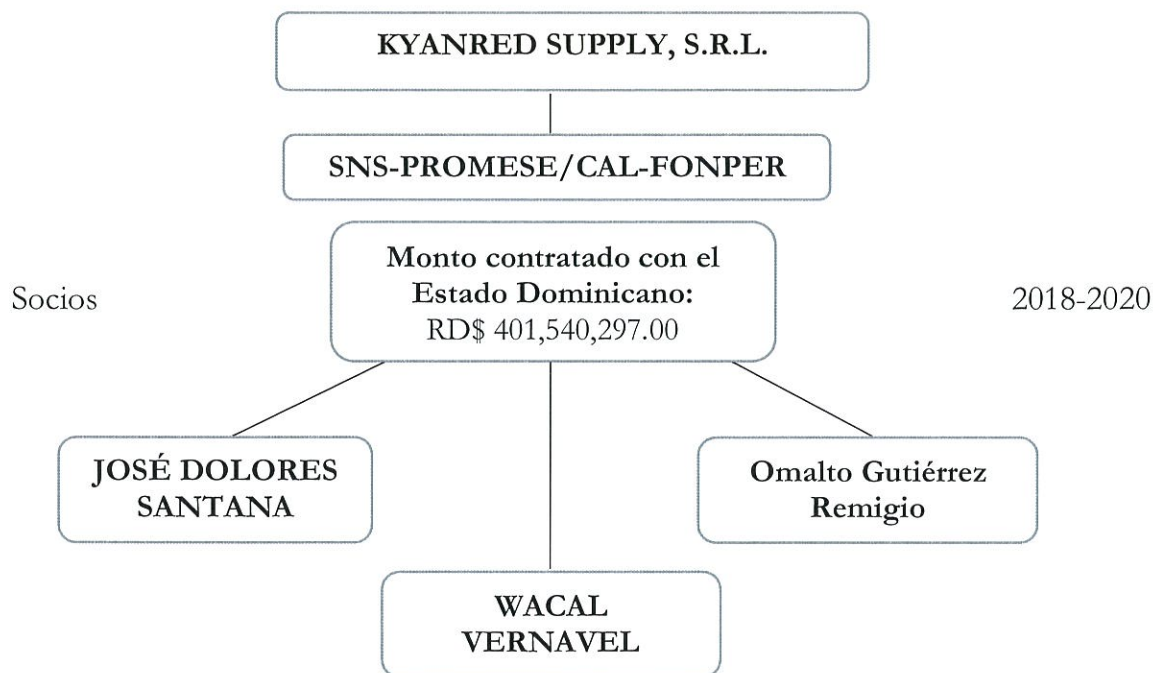 KYANRED SUPPLY, S.R.L.
SNS-PROMESE/CAL-FONPER
Monto contratado con el
Estado Dominicano:
RD$ 401,540,297.00
Socios
2018-2020
JOSÉ DOLORES
SANTANA
Omalto Gutiérrez
Remigio
WACAL
VERNAVEL